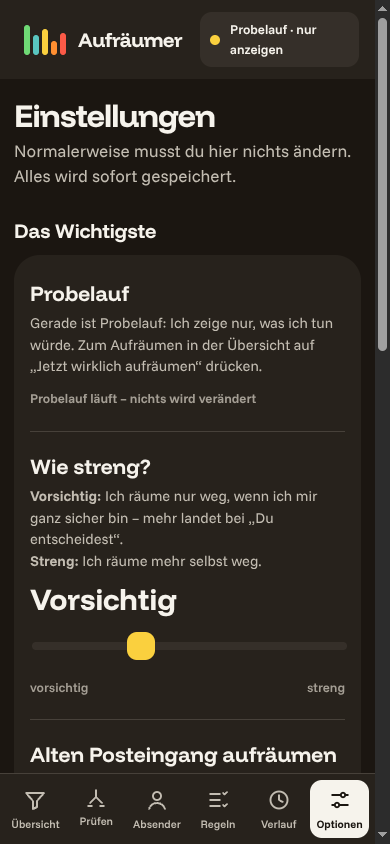 Aufräumer
Probelauf · nur
anzeigen
Einstellungen
Normalerweise musst du hier nichts ändern.
Alles wird sofort gespeichert.
Das Wichtigste
Probelauf
Gerade ist Probelauf: Ich zeige nur, was ich tun
würde. Zum Aufräumen in der Übersicht auf
„Jetzt wirklich aufräumen“ drücken.
Probelauf läuft – nichts wird verändert
Wie streng?
Vorsichtig: Ich räume nur weg, wenn ich mir
ganz sicher bin – mehr landet bei „Du
entscheidest“.
Streng: Ich räume mehr selbst weg.
Vorsichtig
vorsichtig
streng
Alten Posteingang aufräumen
Übersicht
Prüfen
Absender
Regeln
Verlauf
Optionen